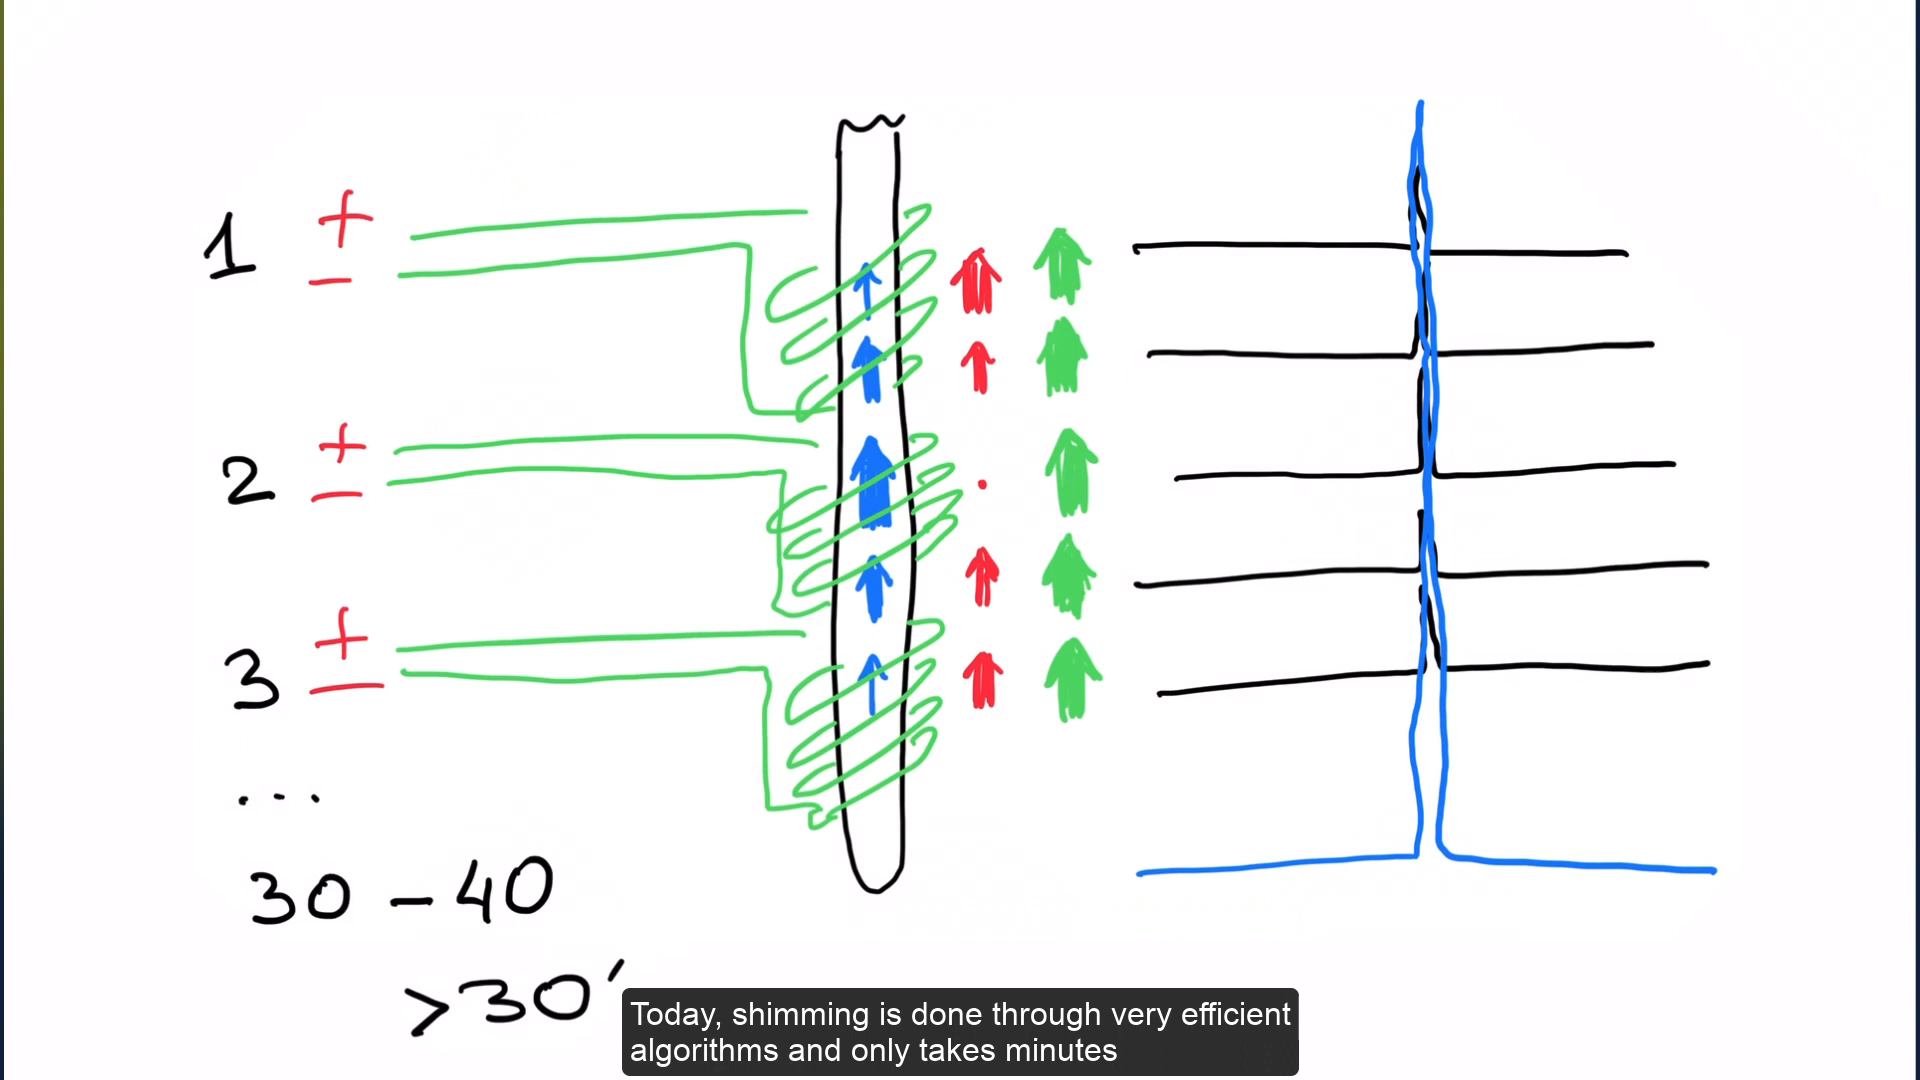 1 + −
2 + −
3 + −
...
30 – 40
>30′
Today, shimming is done through very efficient
algorithms and only takes minutes